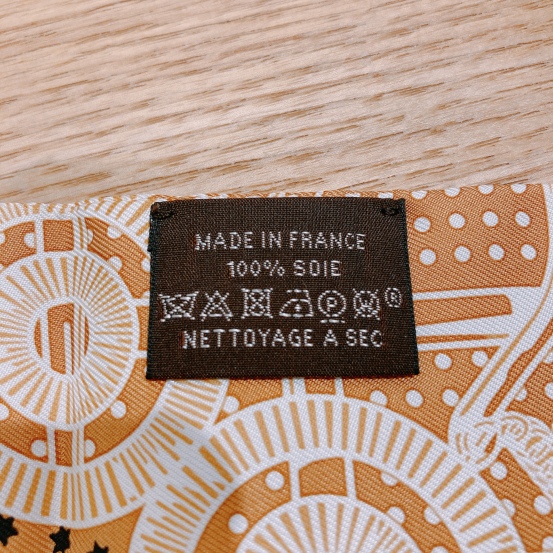 MADE IN FRANCE
100% SOIE
®
NETTOYAGE A SEC